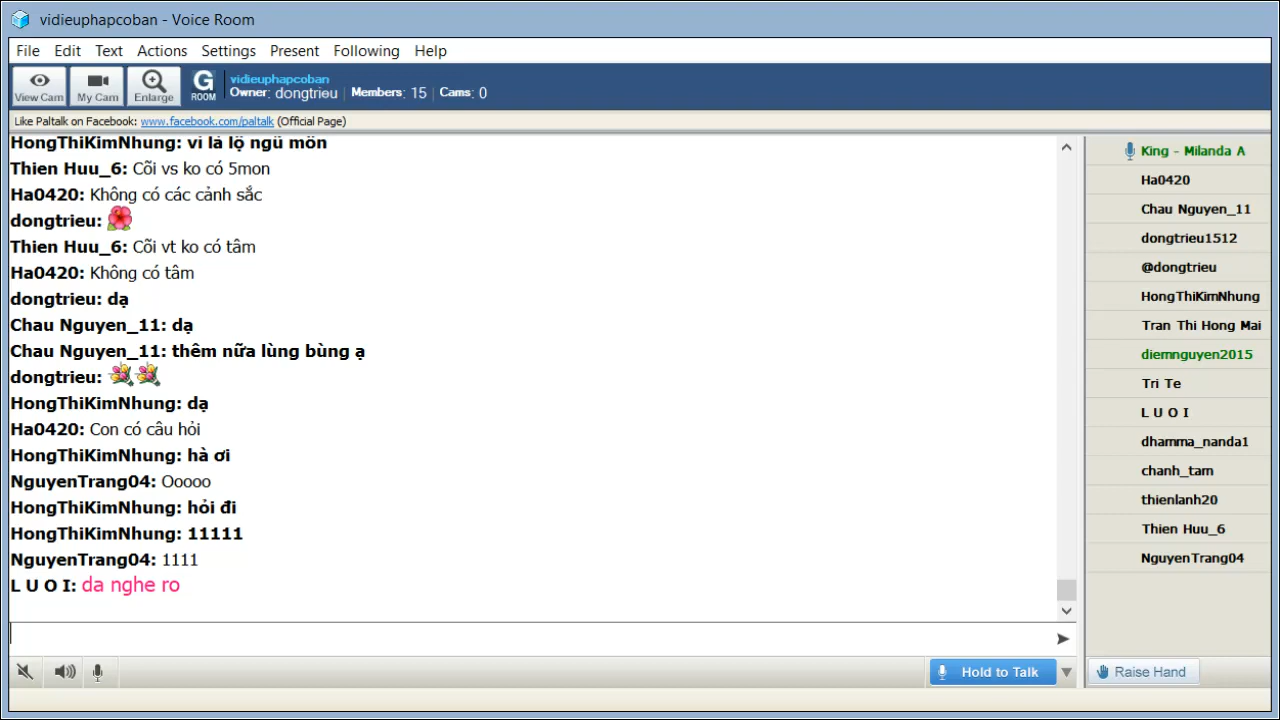 vidieuphapcoban - Voice Room
File Edit Text Actions Settings Present Following Help
View Cam My Cam Enlarge G ROOM vidieuphapcoban
Owner: dongtrieu Members: 15 Cams: 0
Like Paltalk on Facebook: www.facebook.com/paltalk (Official Page)
HongThiKimNhung: vì là lộ ngũ môn
Thien Huu_6: Cõi vs ko có 5mon
Ha0420: Không có các cảnh sắc
dongtrieu:
Thien Huu_6: Cõi vt ko có tâm
Ha0420: Không có tâm
dongtrieu: dạ
Chau Nguyen_11: dạ
Chau Nguyen_11: thêm nữa lùng bùng ạ
dongtrieu:
HongThiKimNhung: dạ
Ha0420: Con có câu hỏi
HongThiKimNhung: hà ơi
NguyenTrang04: Ooooo
HongThiKimNhung: hỏi đi
HongThiKimNhung: 11111
NguyenTrang04: 1111
L U O I: da nghe ro
King - Milanda A
Ha0420
Chau Nguyen_11
dongtrieu1512
@dongtrieu
HongThiKimNhung
Tran Thi Hong Mai
diemnguyen2015
Tri Te
L U O I
dhamma_nanda1
chanh_tam
thienlanh20
Thien Huu_6
NguyenTrang04
Hold to Talk
Raise Hand